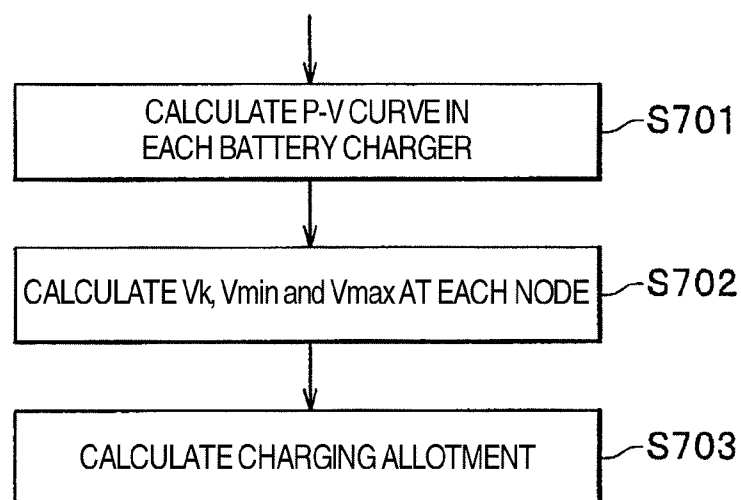 CALCULATE P-V CURVE IN
EACH BATTERY CHARGER
S701
CALCULATE Vk, Vmin and Vmax AT EACH NODE
S702
CALCULATE CHARGING ALLOTMENT
S703